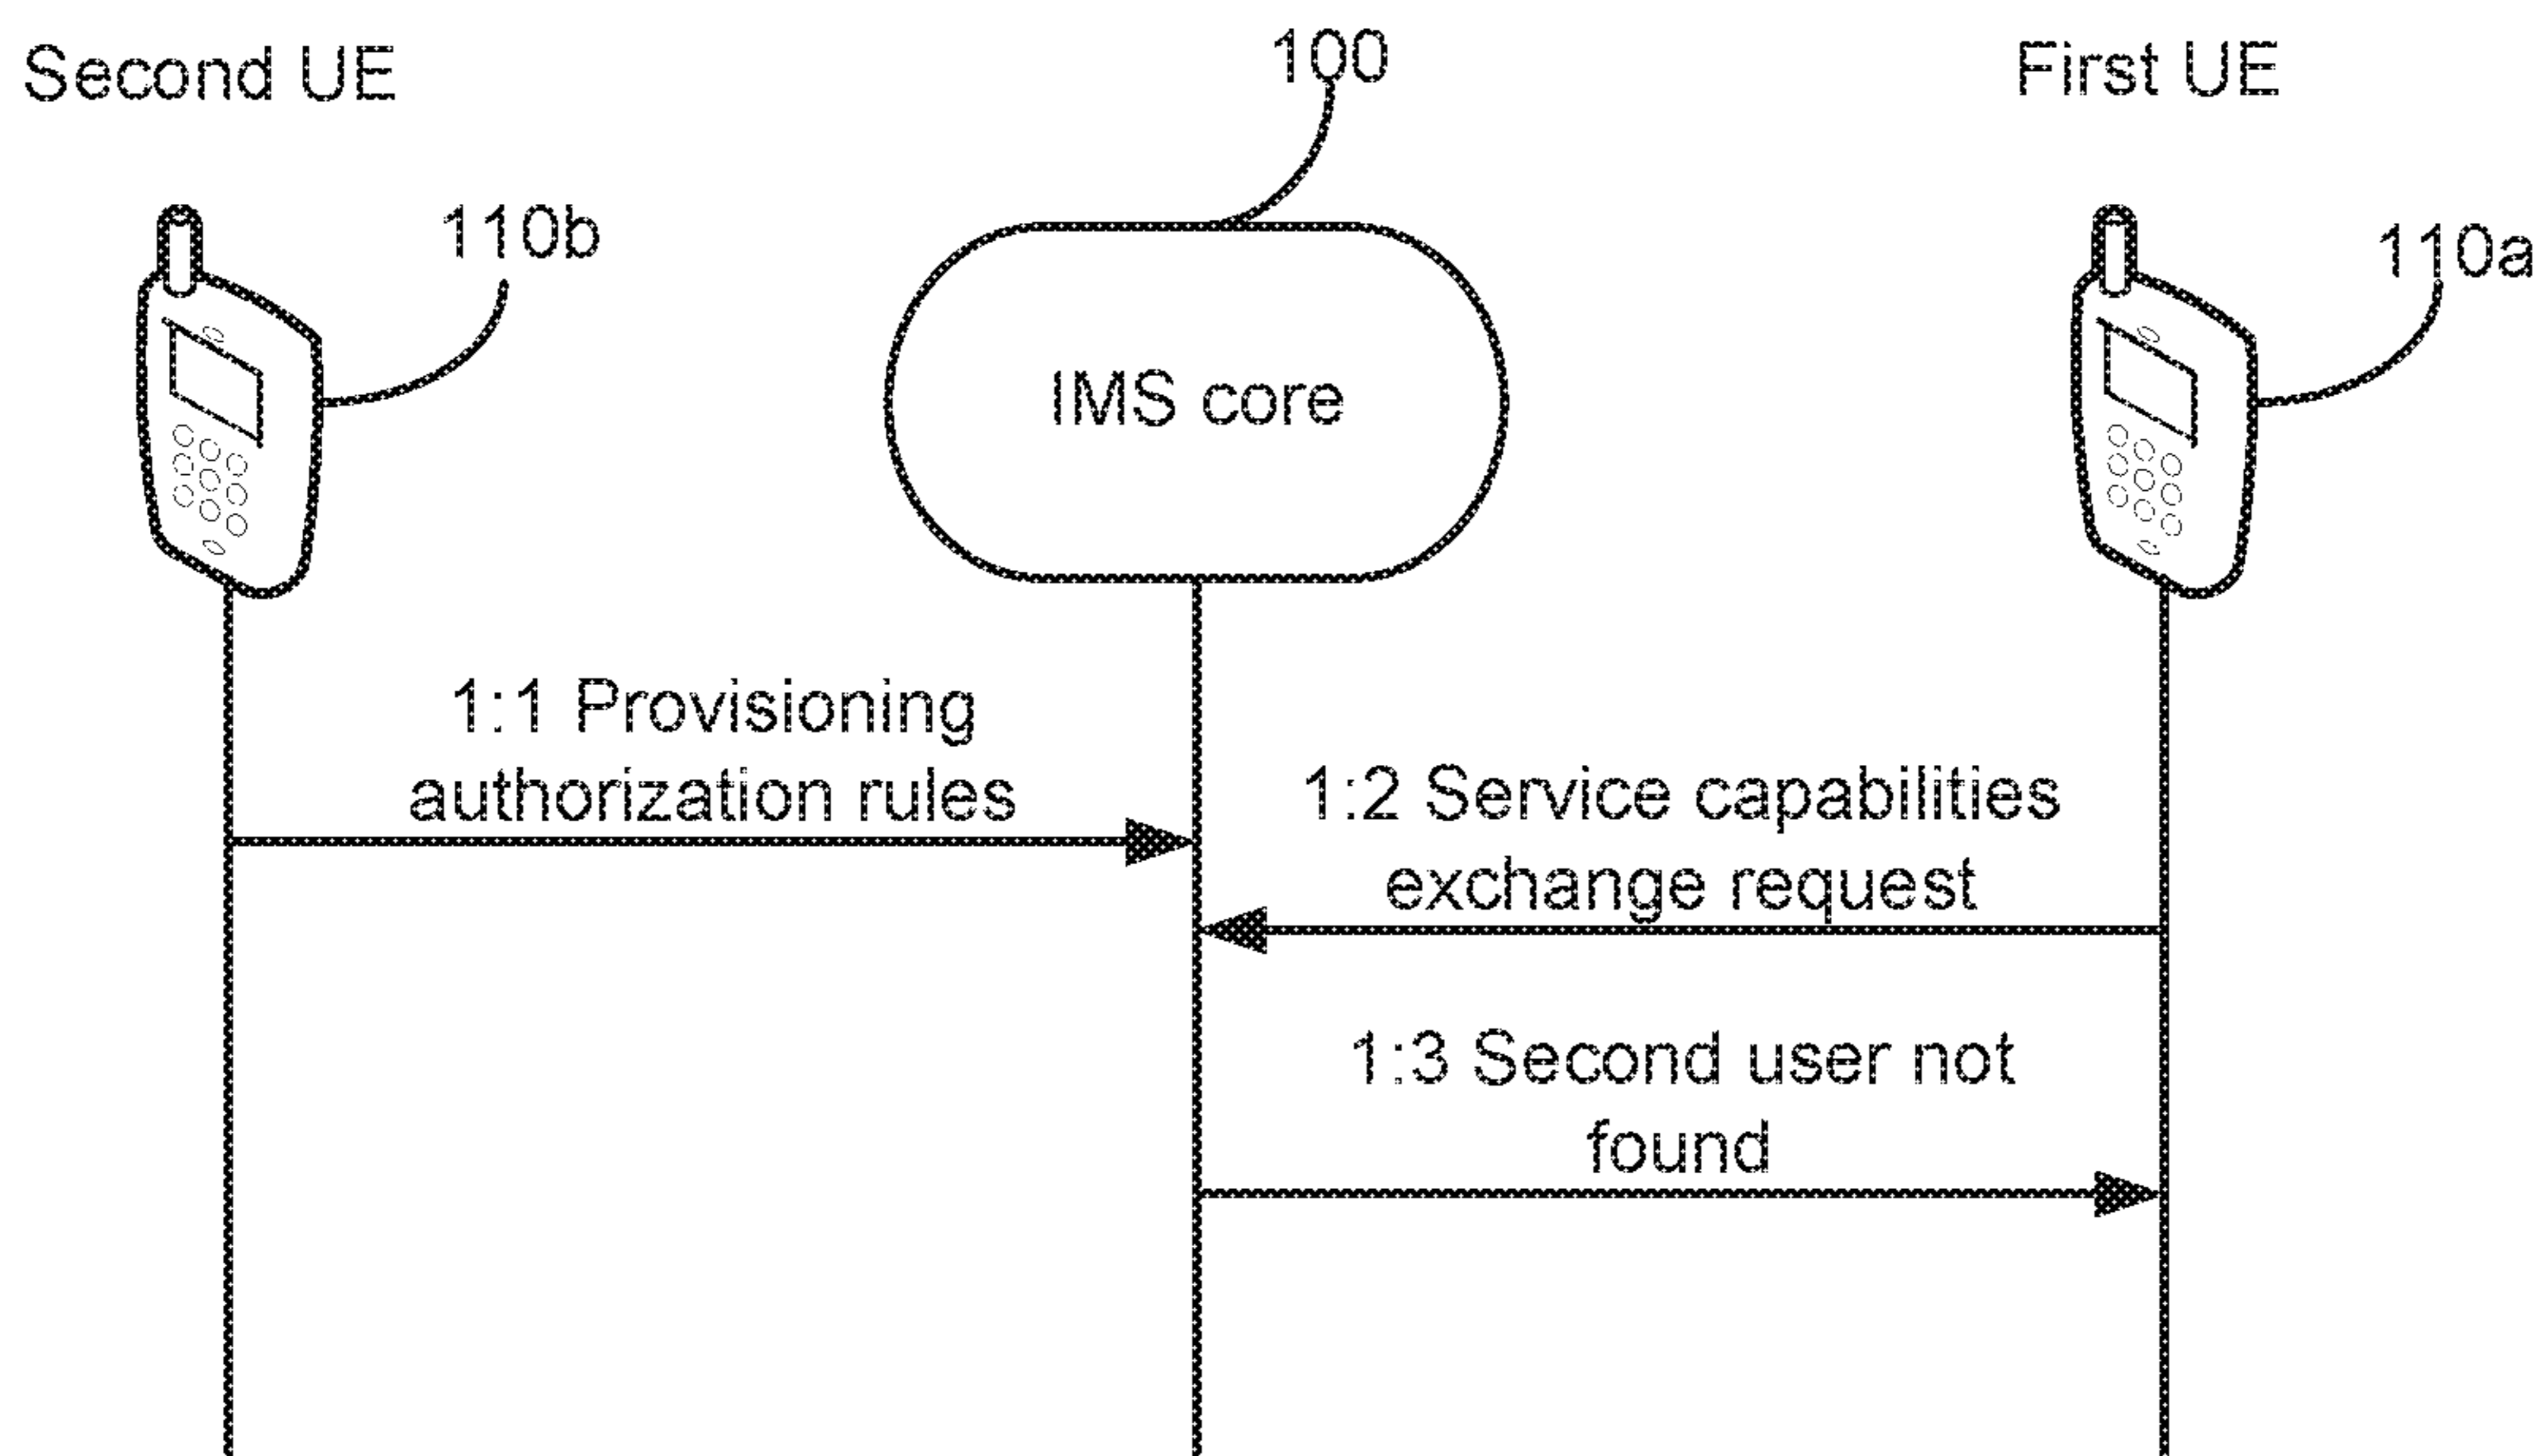 Second UE
100
First UE
110b
110a
IMS core
1:1 Provisioning
authorization rules
1:2 Service capabilities
exchange request
1:3 Second user not
found